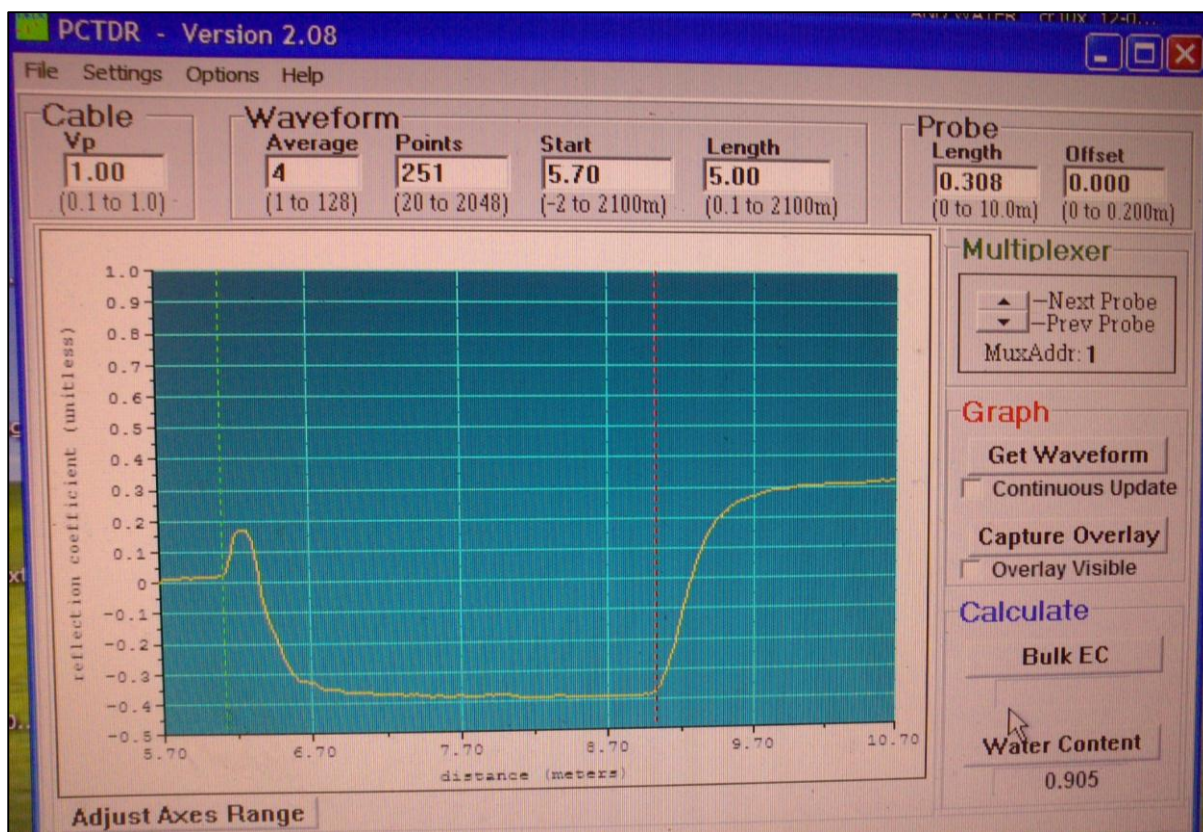 AND WATER
PCTDR - Version 2.08
File Settings Options Help
Cable
Vp
1.00
(0.1 to 1.0)
Waveform
Average Points Start Length
4 251 5.70 5.00
(1 to 128) (20 to 2048) (-2 to 2100m) (0.1 to 2100m)
Probe
Length Offset
0.308 0.000
(0 to 10.0m) (0 to 0.200m)
reflection coefficient (unitless)
1.0
0.9
0.8
0.7
0.6
0.5
0.4
0.3
0.2
0.1
0
-0.1
-0.2
-0.3
-0.4
-0.5
5.70 6.70 7.70 8.70 9.70 10.70
distance (meters)
Adjust Axes Range
Multiplexer
Next Probe
Prev Probe
MuxAddr: 1
Graph
Get Waveform
Continuous Update
Capture Overlay
Overlay Visible
Calculate
Bulk EC
Water Content
0.905